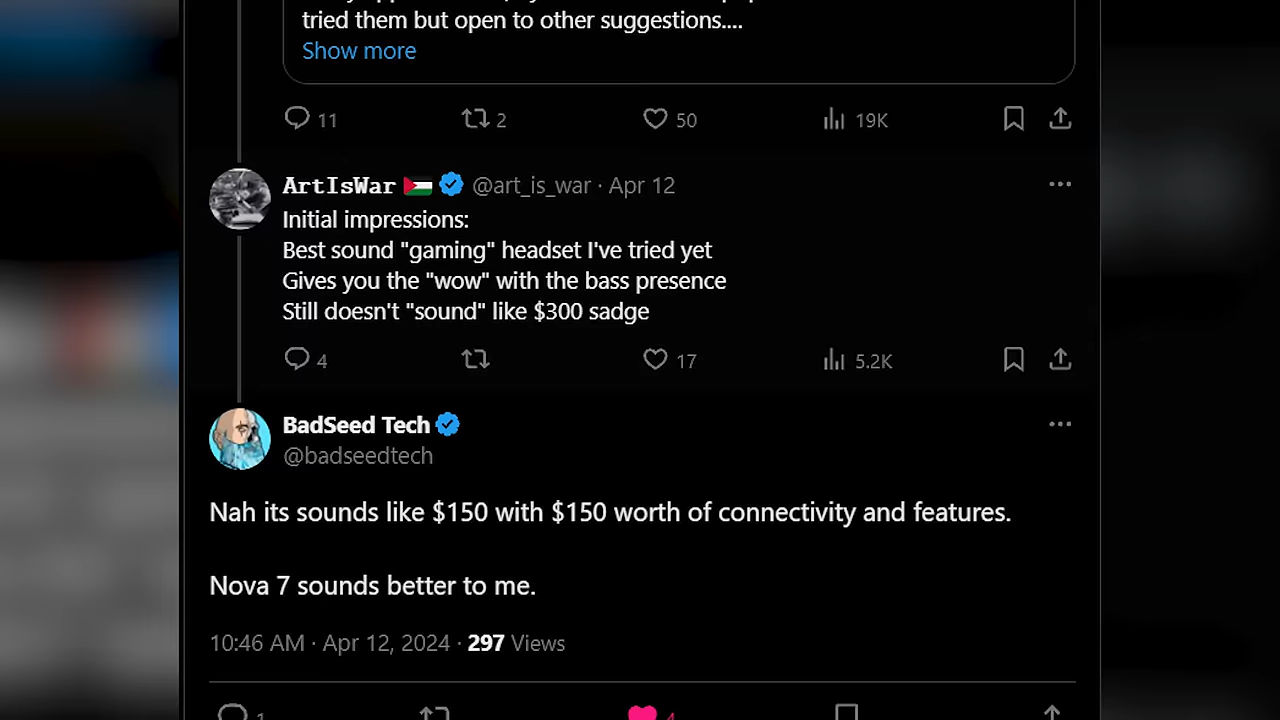 tried them but open to other suggestions....
Show more
11 2 50 19K
ArtIsWar @art_is_war · Apr 12
Initial impressions:
Best sound "gaming" headset I've tried yet
Gives you the "wow" with the bass presence
Still doesn't "sound" like $300 sadge
4 17 5.2K
BadSeed Tech
@badseedtech
Nah its sounds like $150 with $150 worth of connectivity and features.
Nova 7 sounds better to me.
10:46 AM · Apr 12, 2024 · 297 Views